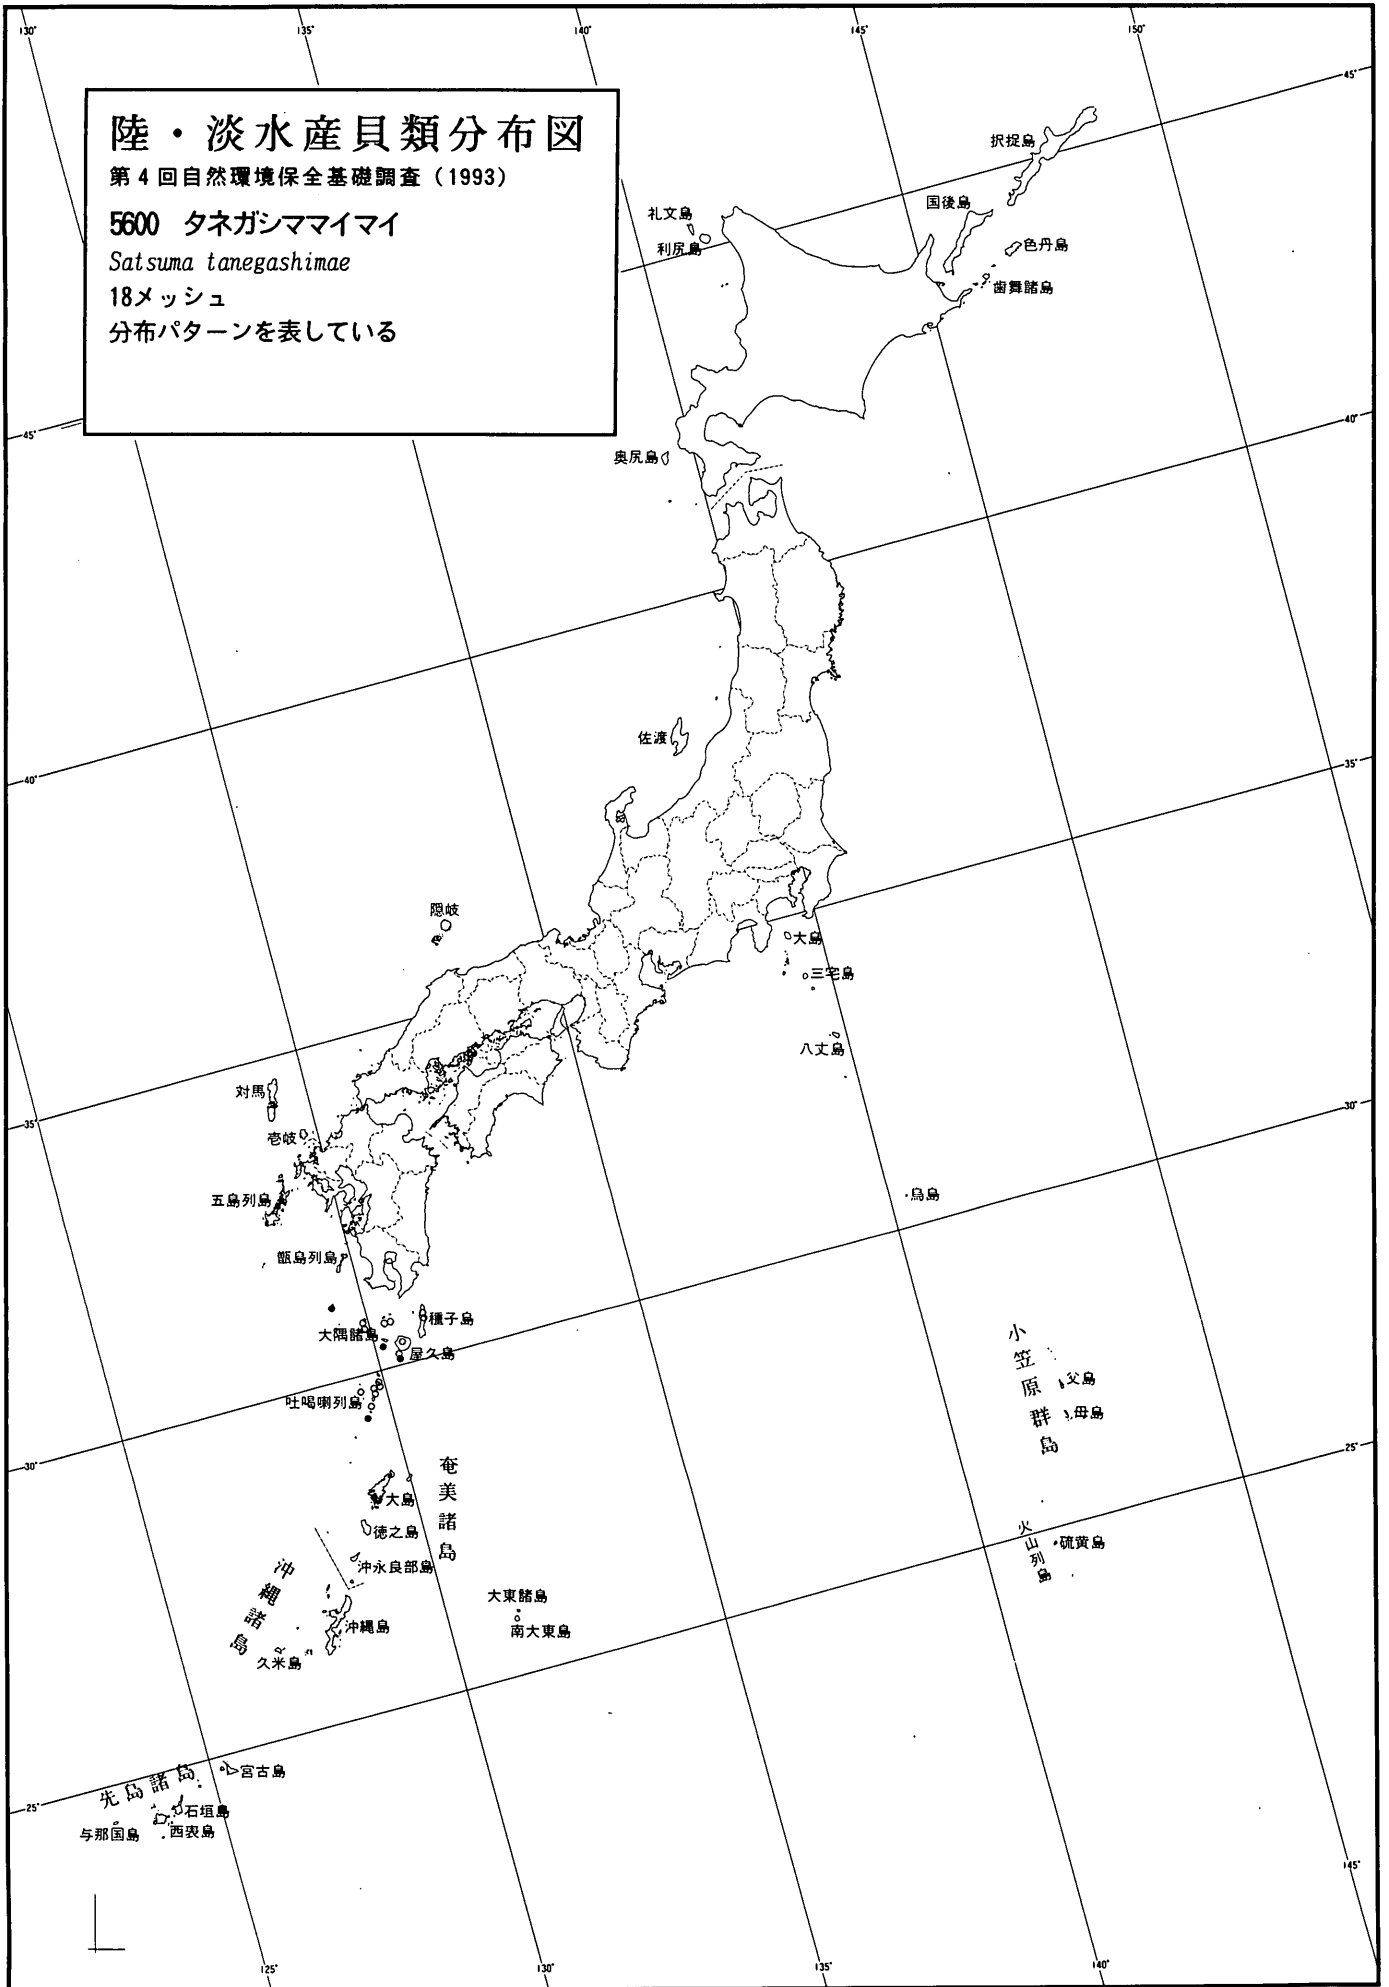 130°
135°
140°
145°
150°
陸・淡水産貝類分布図
第4回自然環境保全基礎調査（1993）
5600 タネガシママイマイ
Satsuma tanegashimae
18メッシュ
分布パターンを表している
45°
択捉島
国後島
礼文島
利尻島
色丹島
歯舞諸島
45°
40°
奥尻島
佐渡
40°
35°
隠岐
大島
三宅島
八丈島
対馬
35°
壱岐
30°
五島列島
鳥島
甑島列島
種子島
大隅諸島
屋久島
小笠原群島
父島
母島
吐噶喇列島
30°
25°
奄美諸島
大島
徳之島
沖永良部島
火山列島
硫黄島
沖縄諸島
大東諸島
南大東島
沖縄島
久米島
先島諸島
宮古島
25°
石垣島
西表島
与那国島
145°
125°
130°
135°
140°